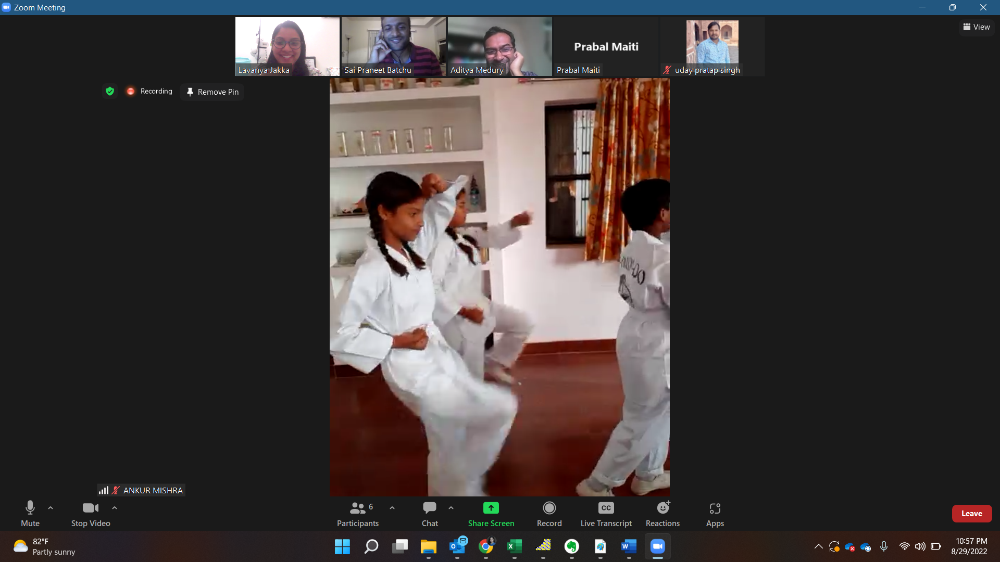 Zoom Meeting
View
Lavanya Jakka
Sai Praneet Batchu
Aditya Medury
Prabal Maiti
Prabal Maiti
uday pratap singh
Recording
Remove Pin
ANKUR MISHRA
Mute
Stop Video
6
Participants
Chat
Share Screen
Record
CC
Live Transcript
Reactions
Apps
Leave
82°F
Partly sunny
10:57 PM
8/29/2022